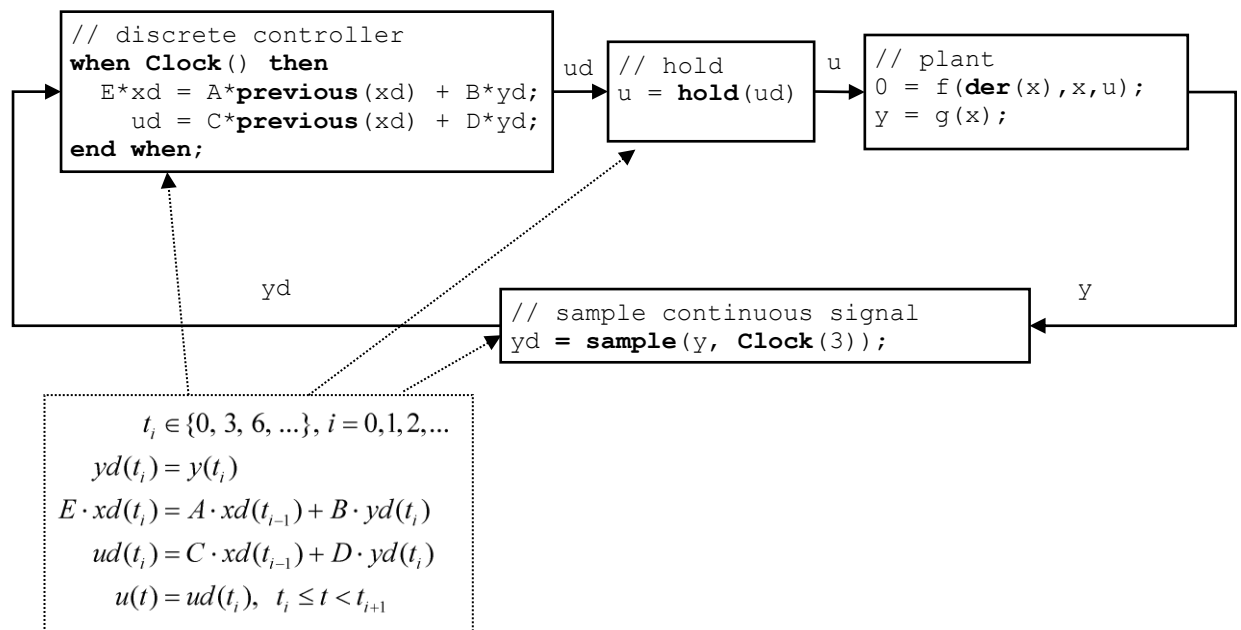 // discrete controller
when Clock() then
  E*xd = A*previous(xd) + B*yd;
    ud = C*previous(xd) + D*yd;
end when;
ud
// hold
u = hold(ud)
u
// plant
0 = f(der(x),x,u);
y = g(x);
yd
// sample continuous signal
yd = sample(y, Clock(3));
y
t_i ∈ {0, 3, 6, ...}, i = 0,1,2,...
yd(t_i) = y(t_i)
E · xd(t_i) = A · xd(t_{i−1}) + B · yd(t_i)
ud(t_i) = C · xd(t_{i−1}) + D · yd(t_i)
u(t) = ud(t_i), t_i ≤ t < t_{i+1}